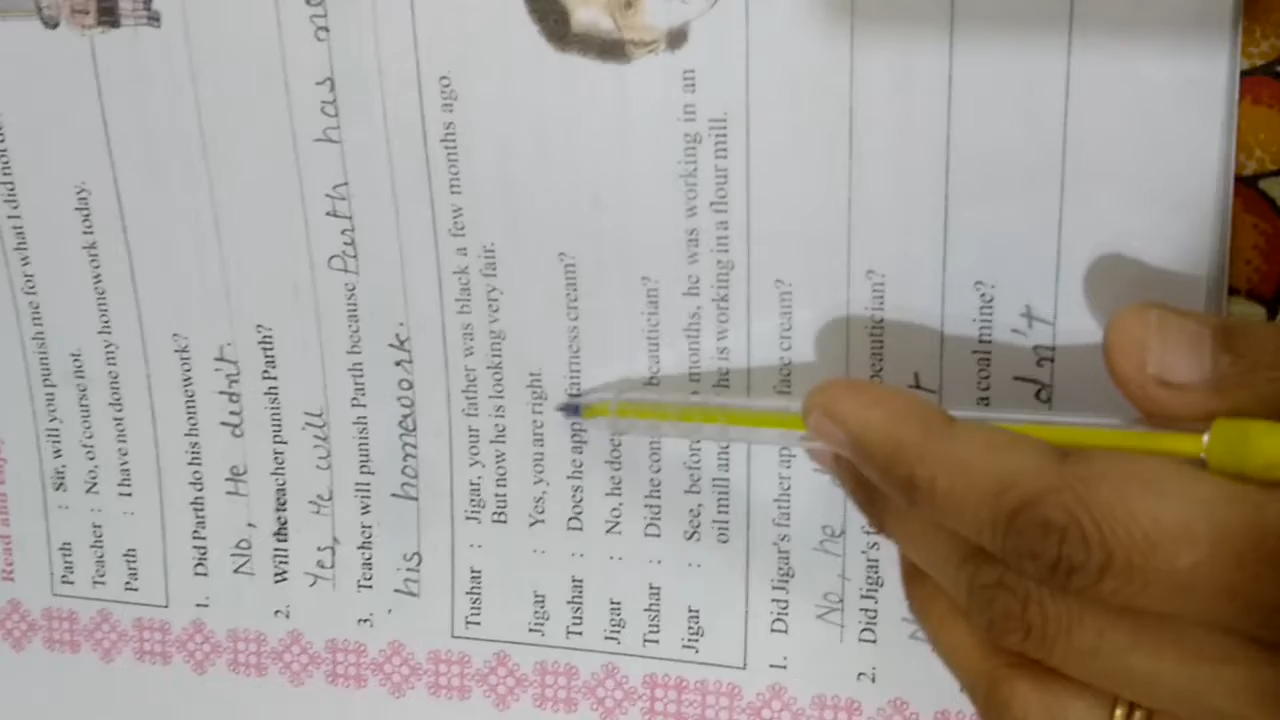 Read and
Parth : Sir, will you punish me for what I did not
Teacher : No, of course not.
Parth : I have not done my homework today.
1. Did Parth do his homework?
No, He dedn't.
2. Will the teacher punish Parth?
Yes, He will
3. Teacher will punish Parth because Parth has
his homework.
Tushar : Jigar, your father was black a few months ago.
But now he is looking very fair.
Jigar : Yes, you are right.
Tushar : Does he app fairness cream?
Jigar : No, he doe
Tushar : Did he con beautician?
Jigar : See, before months, he was working in an
oil mill and he is working in a flour mill.
1. Did Jigar's father ap face cream?
No, he
2. Did Jigar's f beautician?
a coal mine?
dn't